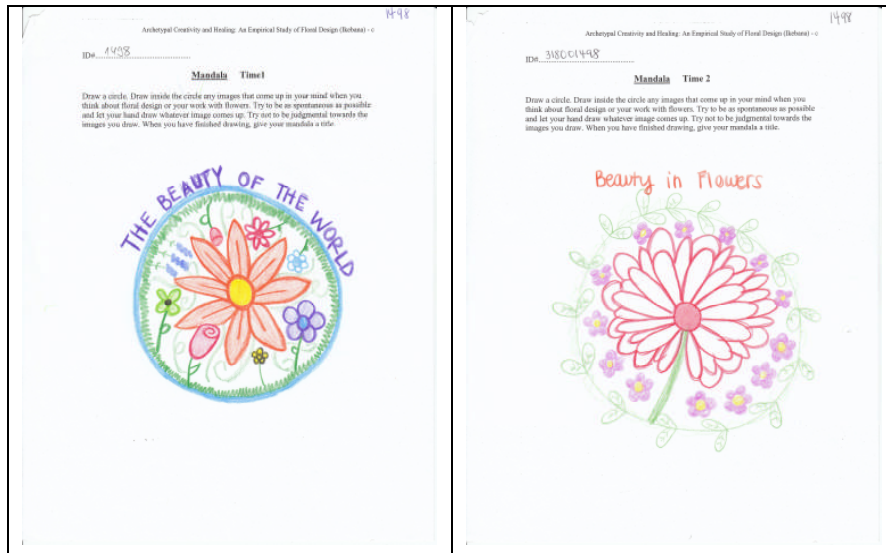 1498
Archetypal Creativity and Healing: An Empirical Study of Floral Design (Ikebana) - c
ID#. 1498
Mandala Time1
Draw a circle. Draw inside the circle any images that come up in your mind when you
think about floral design or your work with flowers. Try to be as spontaneous as possible
and let your hand draw whatever image comes up. Try not to be judgmental towards the
images you draw. When you have finished drawing, give your mandala a title.
THE BEAUTY OF THE WORLD
1498
Archetypal Creativity and Healing: An Empirical Study of Floral Design (Ikebana) - c
ID#. 318001498
Mandala Time 2
Draw a circle. Draw inside the circle any images that come up in your mind when you
think about floral design or your work with flowers. Try to be as spontaneous as possible
and let your hand draw whatever image comes up. Try not to be judgmental towards the
images you draw. When you have finished drawing, give your mandala a title.
Beauty in Flowers